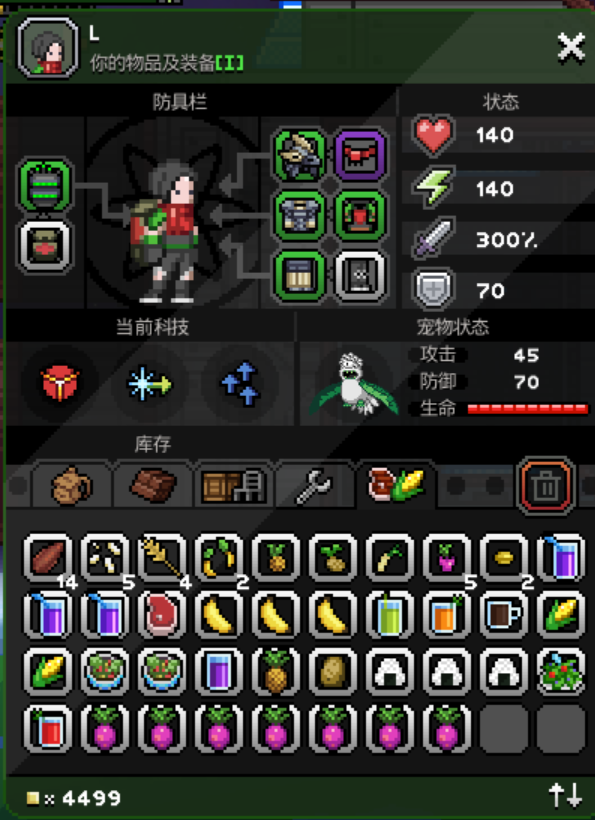 L
你的物品及装备[I]
防具栏
状态
140
140
300%
70
当前科技
宠物状态
攻击 45
防御 70
生命
库存
14 5 4 2 5 2
x 4499